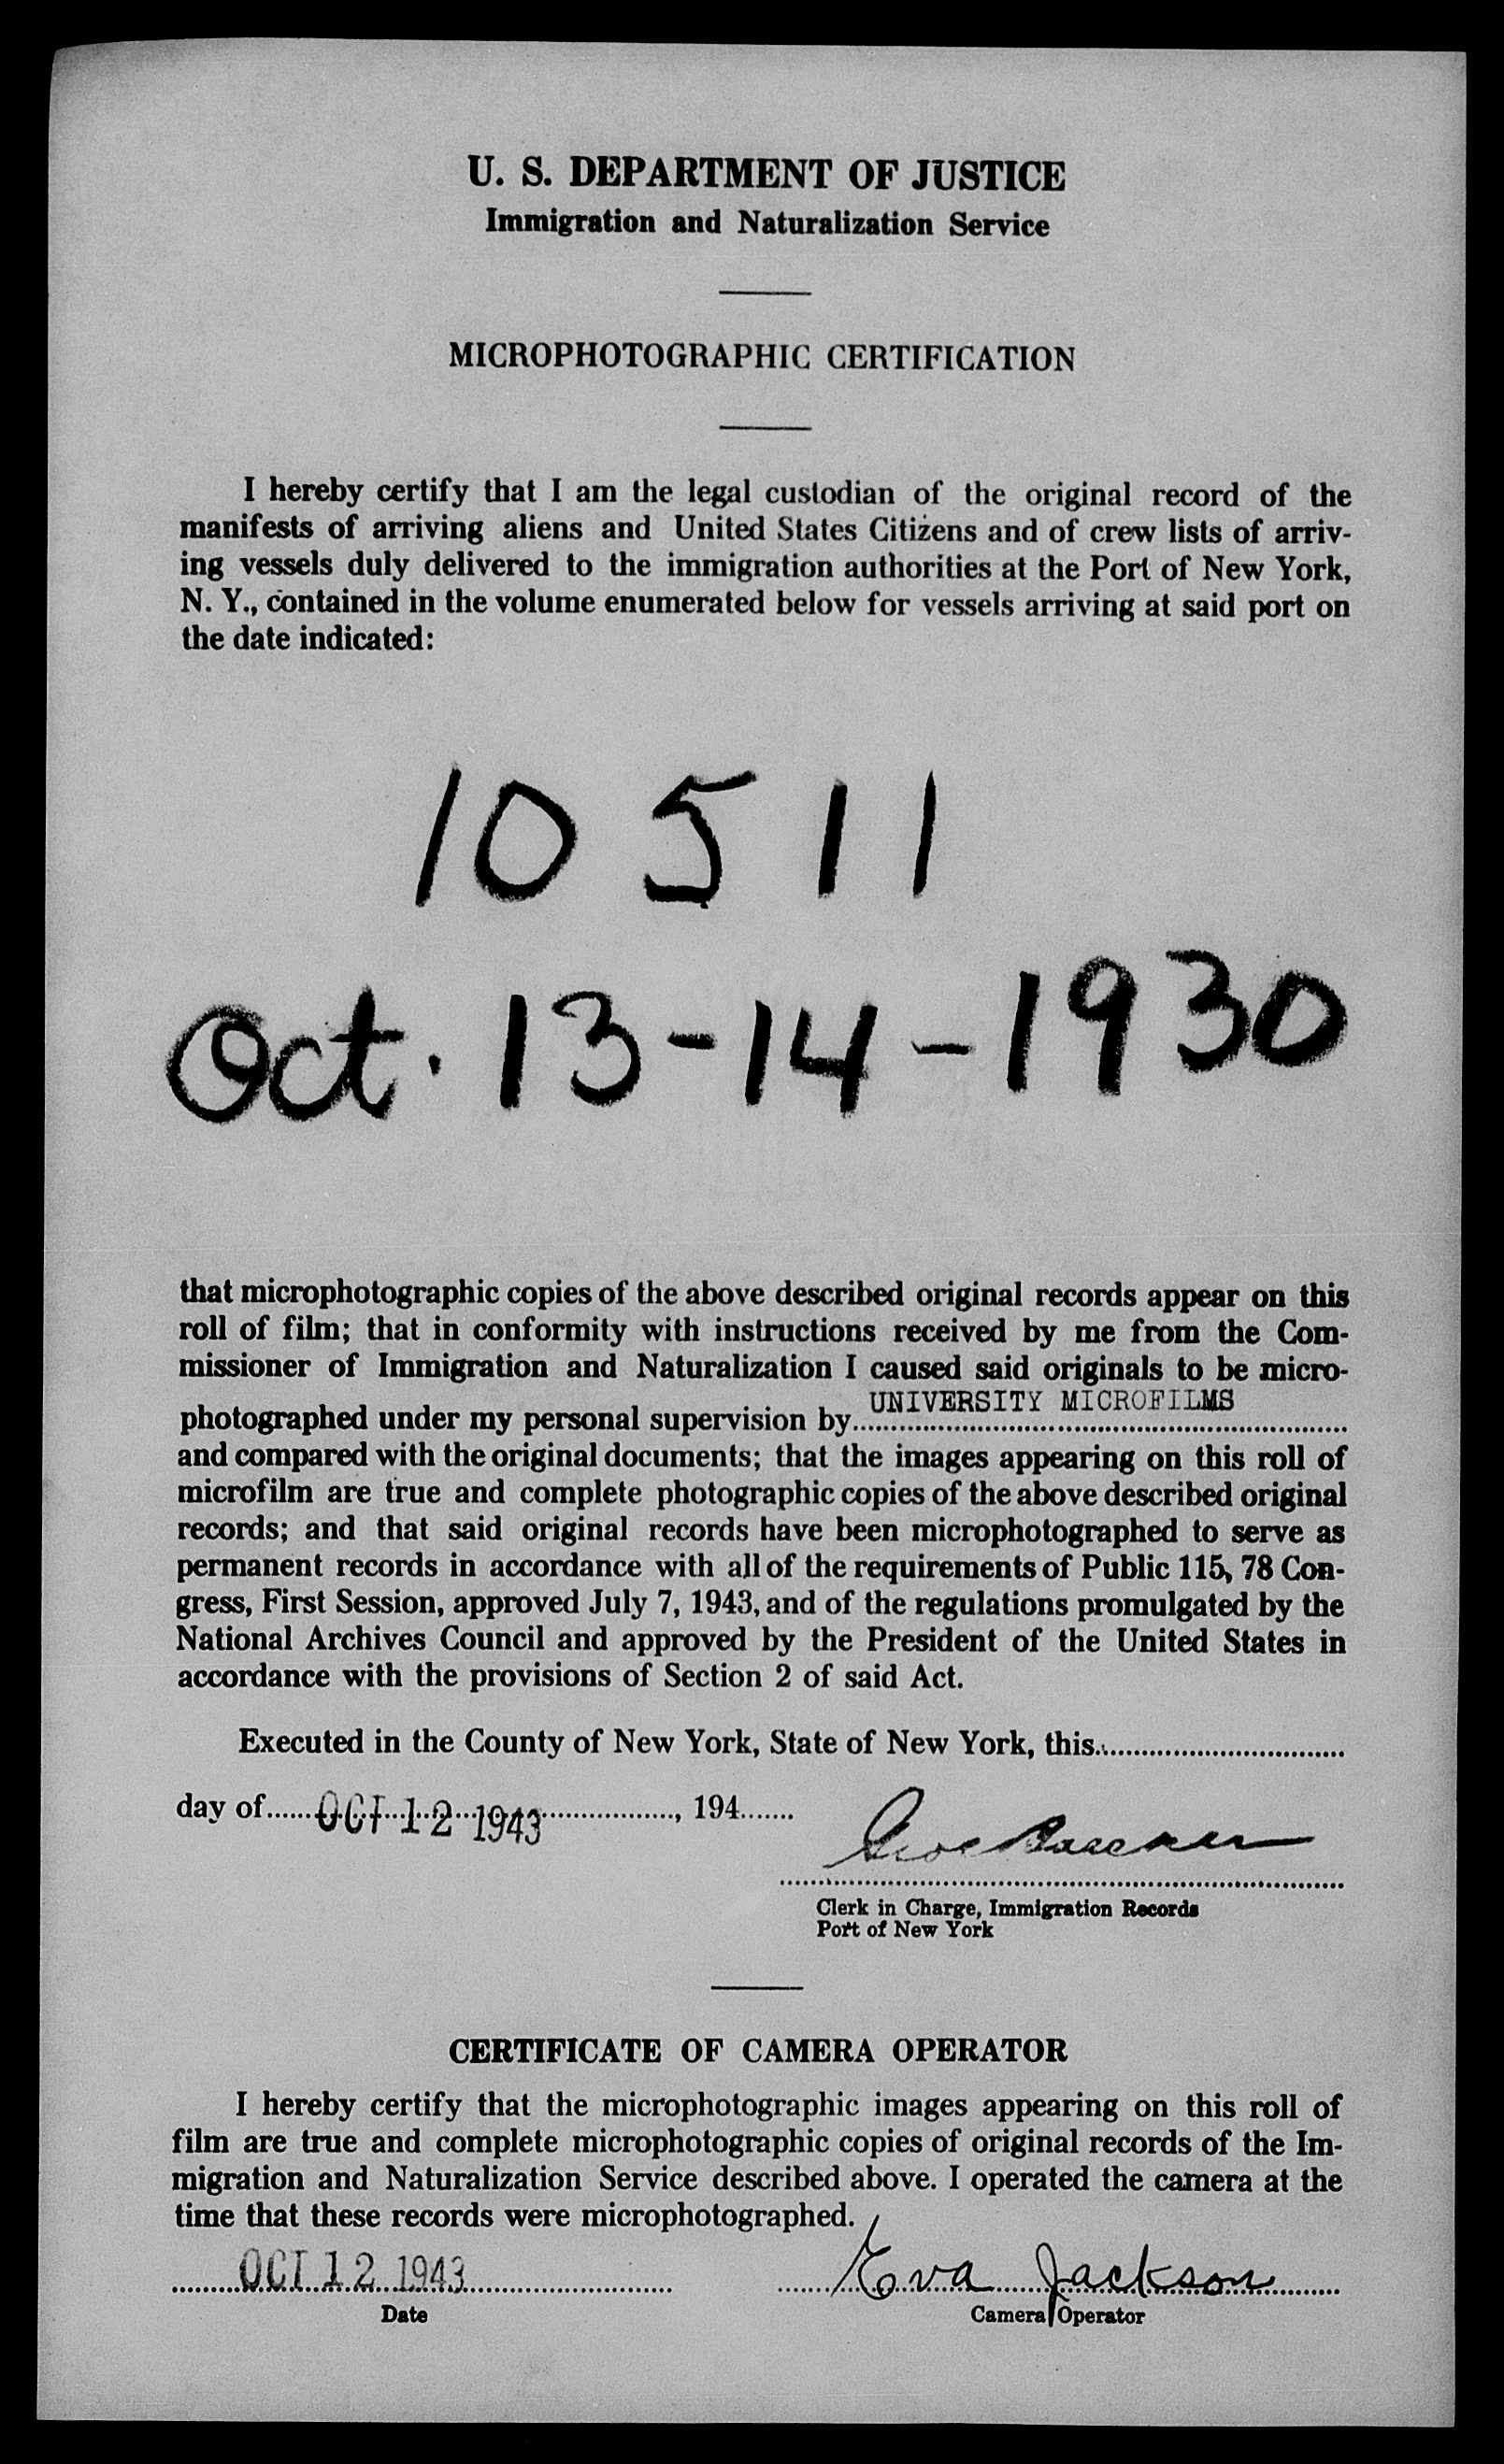 U. S. DEPARTMENT OF JUSTICE
Immigration and Naturalization Service
MICROPHOTOGRAPHIC CERTIFICATION
I hereby certify that I am the legal custodian of the original record of the
manifests of arriving aliens and United States Citizens and of crew lists of arriv-
ing vessels duly delivered to the immigration authorities at the Port of New York,
N. Y., contained in the volume enumerated below for vessels arriving at said port on
the date indicated:
10511
Oct. 13-14-1930
that microphotographic copies of the above described original records appear on this
roll of film; that in conformity with instructions received by me from the Com-
missioner of Immigration and Naturalization I caused said originals to be micro-
photographed under my personal supervision by UNIVERSITY MICROFILMS
and compared with the original documents; that the images appearing on this roll of
microfilm are true and complete photographic copies of the above described original
records; and that said original records have been microphotographed to serve as
permanent records in accordance with all of the requirements of Public 115, 78 Con-
gress, First Session, approved July 7, 1943, and of the regulations promulgated by the
National Archives Council and approved by the President of the United States in
accordance with the provisions of Section 2 of said Act.
Executed in the County of New York, State of New York, this
day of OCT 12 1943, 194
Clerk in Charge, Immigration Records
Port of New York
CERTIFICATE OF CAMERA OPERATOR
I hereby certify that the microphotographic images appearing on this roll of
film are true and complete microphotographic copies of original records of the Im-
migration and Naturalization Service described above. I operated the camera at the
time that these records were microphotographed.
OCT 12 1943 Eva Jackson
Date Camera Operator